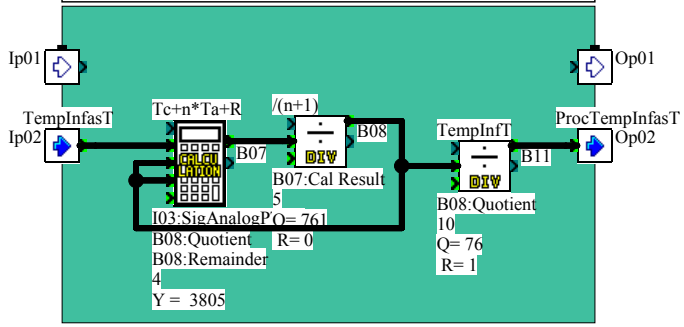 Ip01
Op01
TempInfasT
Ip02
Tc+n*Ta+R
CALCU
LATION
B07
/(n+1)
÷
DIV
B08
TempInfT
÷
DIV
B11
ProcTempInfasT
Op02
B07:Cal Result
5
Q= 761
R= 0
I03:SigAnalogP
B08:Quotient
B08:Remainder
4
Y = 3805
B08:Quotient
10
Q= 76
R= 1